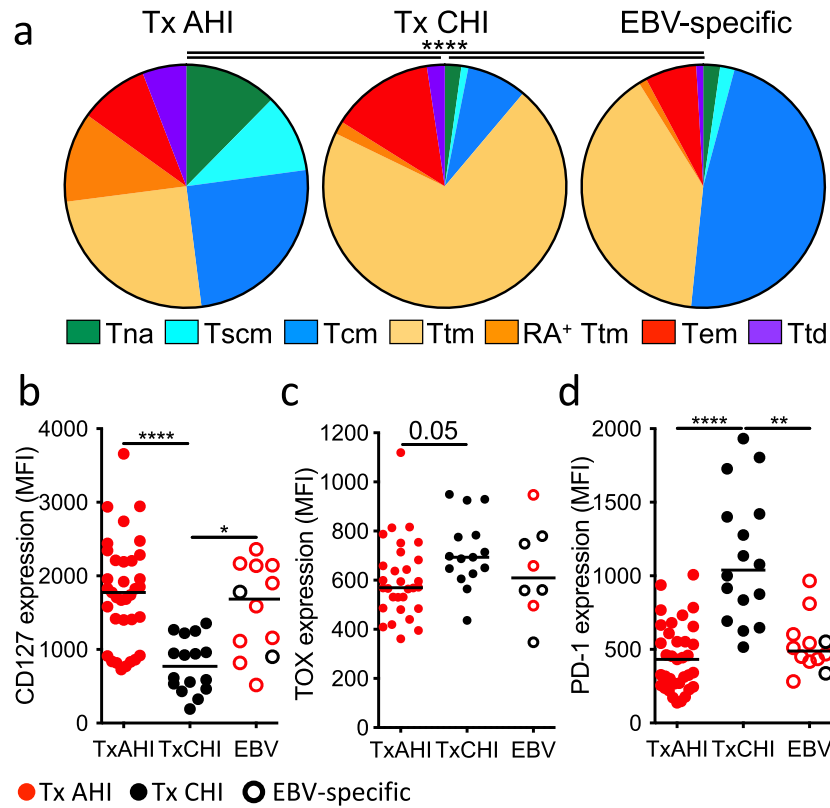 a
Tx AHI Tx CHI EBV-specific
****
Tna Tscm Tcm Ttm RA⁺ Ttm Tem Ttd
b
CD127 expression (MFI)
4000
3000
2000
1000
0
****
*
TxAHI TxCHI EBV
c
TOX expression (MFI)
1200
1000
800
600
400
200
0
0.05
TxAHI TxCHI EBV
d
PD-1 expression (MFI)
2000
1500
1000
500
0
**** **
TxAHI TxCHI EBV
Tx AHI Tx CHI EBV-specific